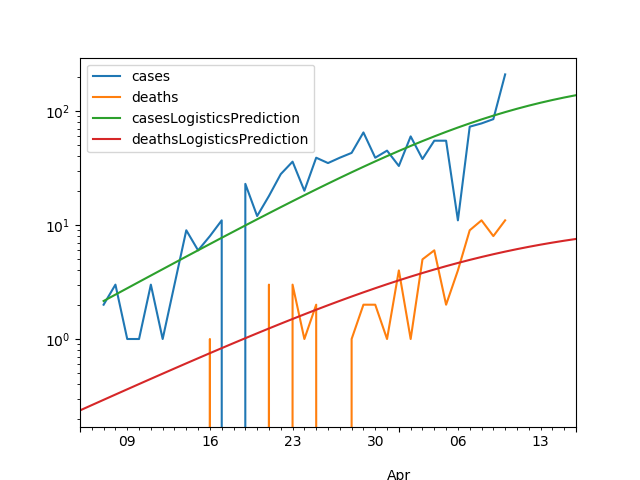 cases
deaths
casesLogisticsPrediction
deathsLogisticsPrediction
10²
10¹
10⁰
09 16 23 30 06 13
Apr